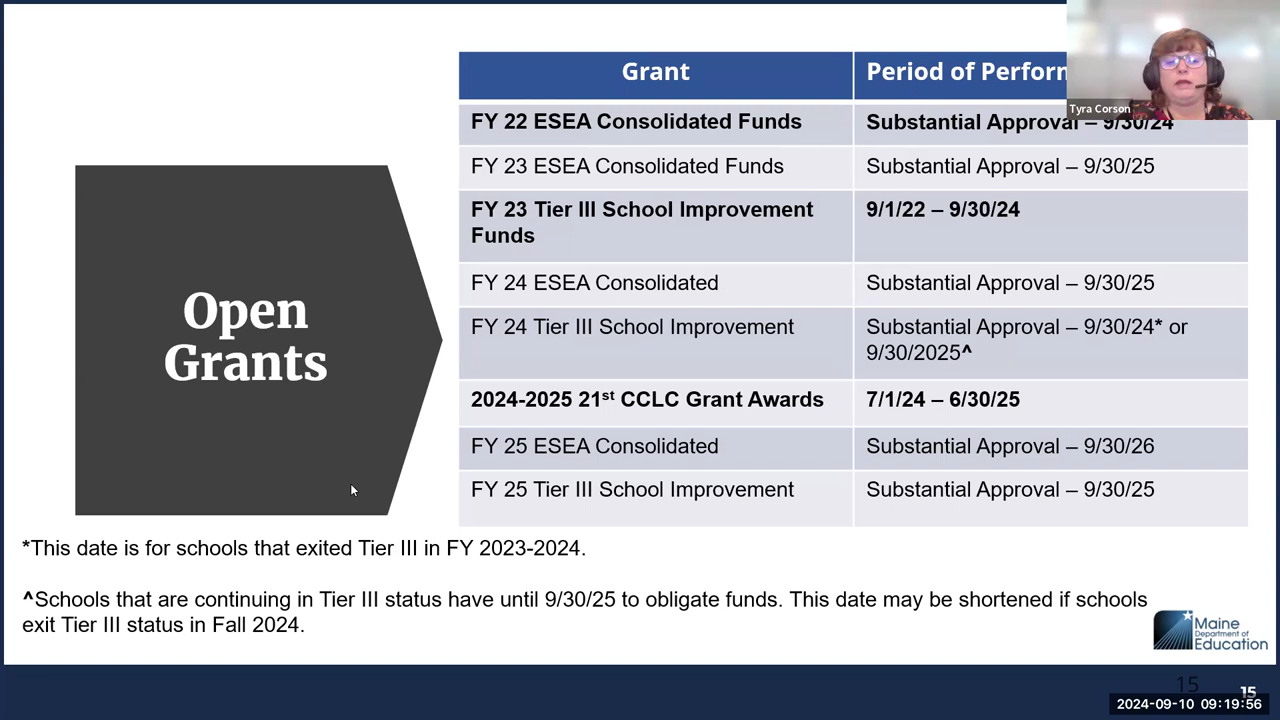 Grant
Period of Perform
Tyra Corson
FY 22 ESEA Consolidated Funds
Substantial Approval – 9/30/24
FY 23 ESEA Consolidated Funds
Substantial Approval – 9/30/25
FY 23 Tier III School Improvement
Funds
9/1/22 – 9/30/24
FY 24 ESEA Consolidated
Substantial Approval – 9/30/25
FY 24 Tier III School Improvement
Substantial Approval – 9/30/24* or
9/30/2025^
2024-2025 21st CCLC Grant Awards
7/1/24 – 6/30/25
FY 25 ESEA Consolidated
Substantial Approval – 9/30/26
FY 25 Tier III School Improvement
Substantial Approval – 9/30/25
Open
Grants
*This date is for schools that exited Tier III in FY 2023-2024.
^Schools that are continuing in Tier III status have until 9/30/25 to obligate funds. This date may be shortened if schools
exit Tier III status in Fall 2024.
Maine
Department of
Education
15
15
2024-09-10 09:19:56